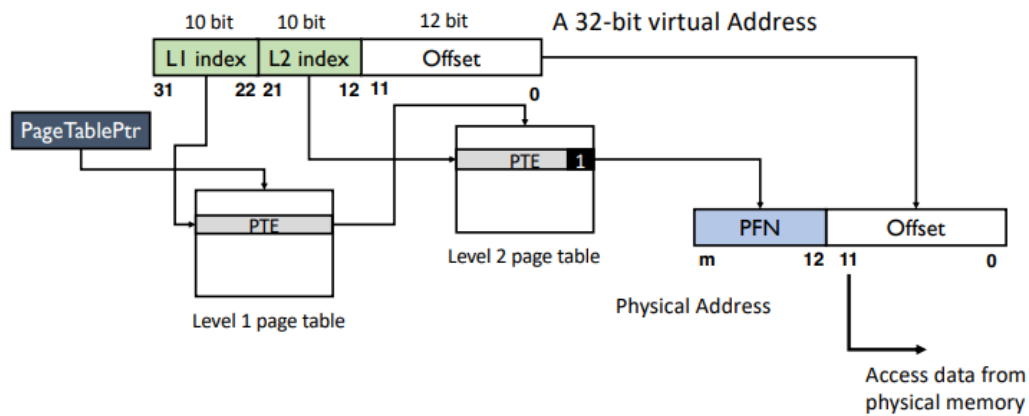 10 bit 10 bit 12 bit A 32-bit virtual Address
L1 index L2 index Offset
31 22 21 12 11 0
PageTablePtr
PTE 1
PTE
PFN Offset
Level 2 page table
m 12 11 0
Physical Address
Level 1 page table
Access data from
physical memory